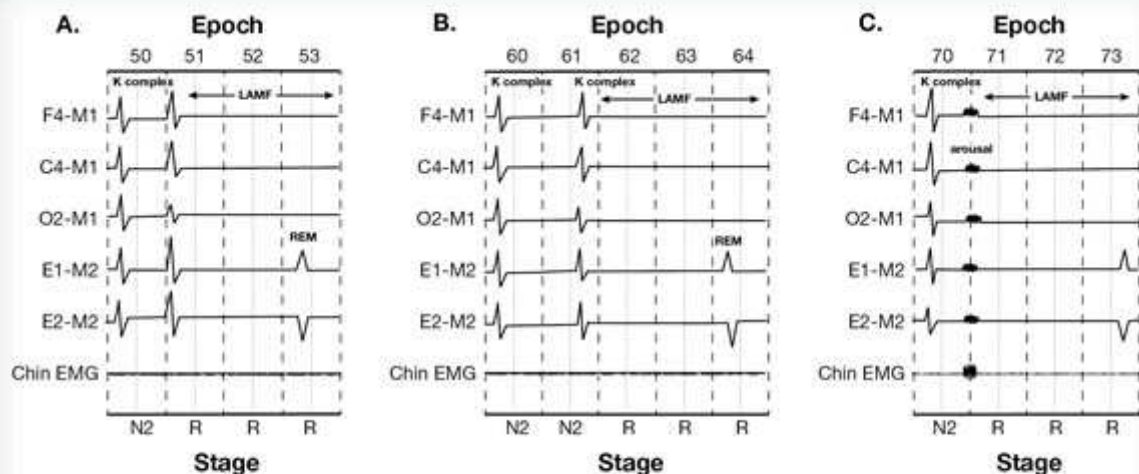 A.
Epoch
50 51 52 53
K complex
LAMF
F4-M1
C4-M1
O2-M1
REM
E1-M2
E2-M2
Chin EMG
N2 R R R
Stage
B.
Epoch
60 61 62 63 64
K complex K complex
LAMF
F4-M1
C4-M1
O2-M1
REM
E1-M2
E2-M2
Chin EMG
N2 N2 R R R
Stage
C.
Epoch
70 71 72 73
K complex
LAMF
F4-M1
arousal
C4-M1
O2-M1
E1-M2
E2-M2
Chin EMG
N2 R R R
Stage